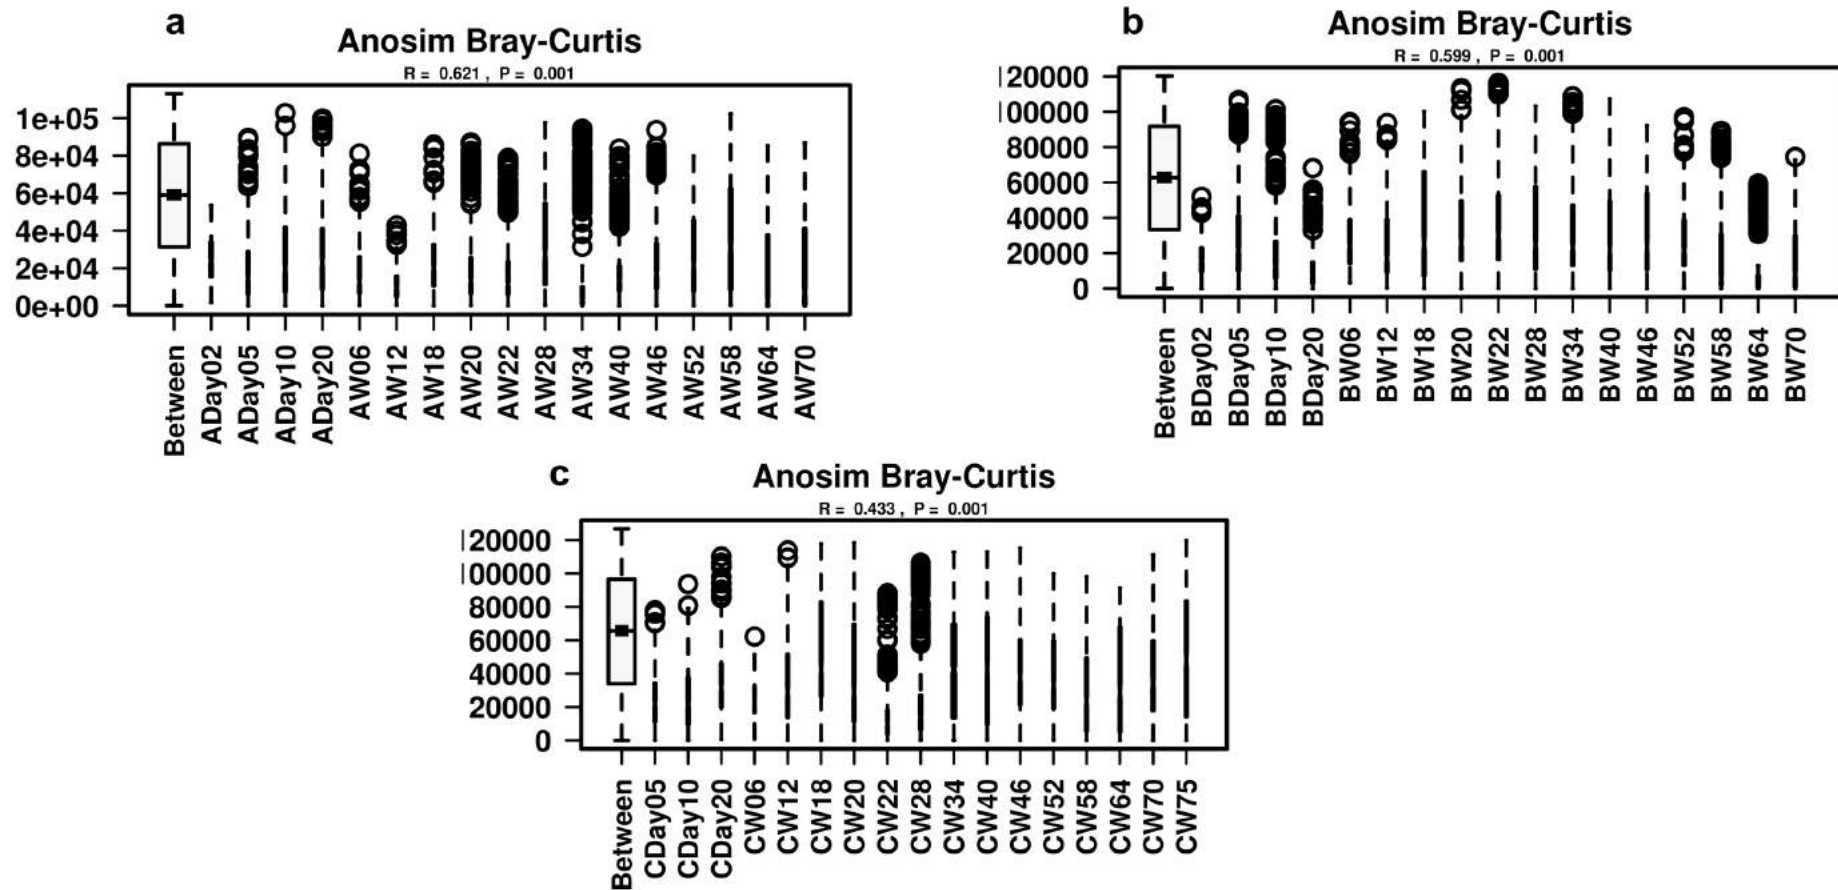 a
Anosim Bray-Curtis
R = 0.621 , P = 0.001
1e+05
8e+04
6e+04
4e+04
2e+04
0e+00
Between ADay02 ADay05 ADay10 ADay20 AW06 AW12 AW18 AW20 AW22 AW28 AW34 AW40 AW46 AW52 AW58 AW64 AW70
b
Anosim Bray-Curtis
R = 0.599 , P = 0.001
120000
100000
80000
60000
40000
20000
0
Between BDay02 BDay05 BDay10 BDay20 BW06 BW12 BW18 BW20 BW22 BW28 BW34 BW40 BW46 BW52 BW58 BW64 BW70
c
Anosim Bray-Curtis
R = 0.433 , P = 0.001
120000
100000
80000
60000
40000
20000
0
Between CDay05 CDay10 CDay20 CW06 CW12 CW18 CW20 CW22 CW28 CW34 CW40 CW46 CW52 CW58 CW64 CW70 CW75